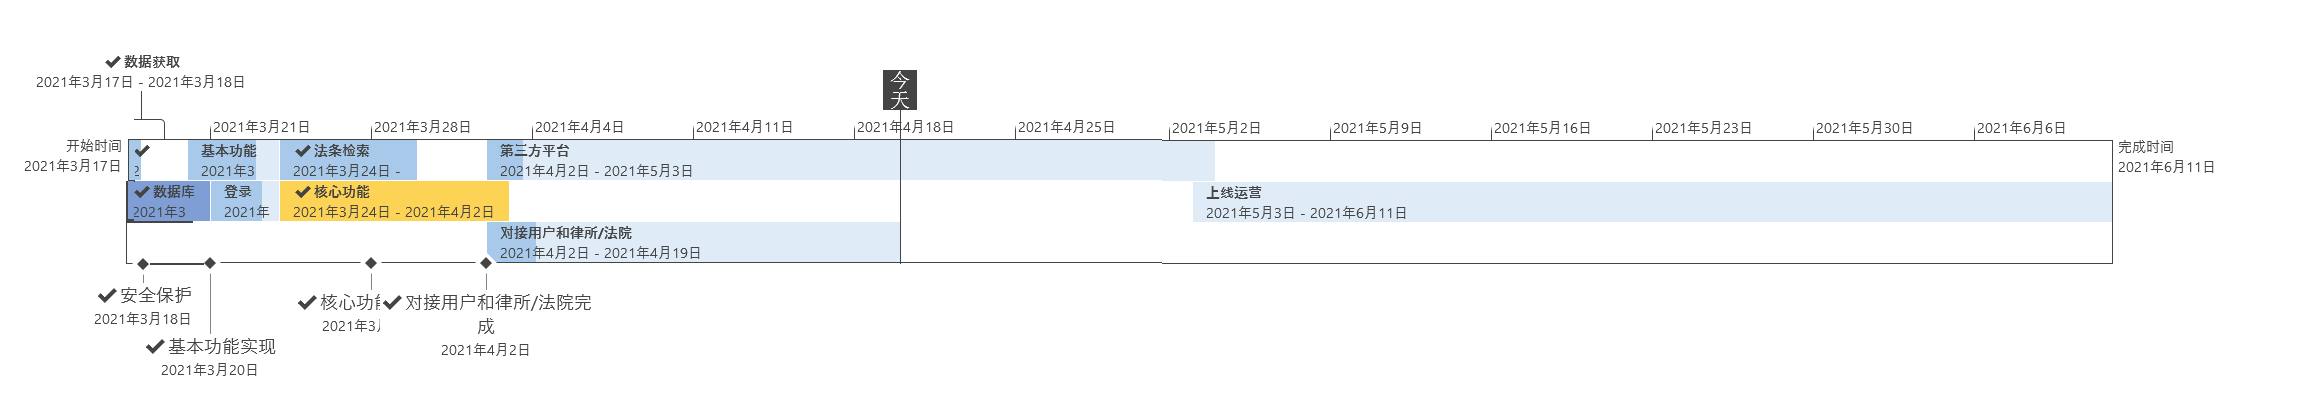 数据获取
2021年3月17日 - 2021年3月18日
今天
2021年3月21日
2021年3月28日
2021年4月4日
2021年4月11日
2021年4月18日
2021年4月25日
2021年5月2日
2021年5月9日
2021年5月16日
2021年5月23日
2021年5月30日
2021年6月6日
开始时间
2021年3月17日
完成时间
2021年6月11日
2
基本功能
2021年3
法条检索
2021年3月24日 -
第三方平台
2021年4月2日 - 2021年5月3日
数据库
2021年3
登录
2021年
核心功能
2021年3月24日 - 2021年4月2日
上线运营
2021年5月3日 - 2021年6月11日
对接用户和律所/法院
2021年4月2日 - 2021年4月19日
安全保护
2021年3月18日
基本功能实现
2021年3月20日
核心功
2021年3
对接用户和律所/法院完
成
2021年4月2日